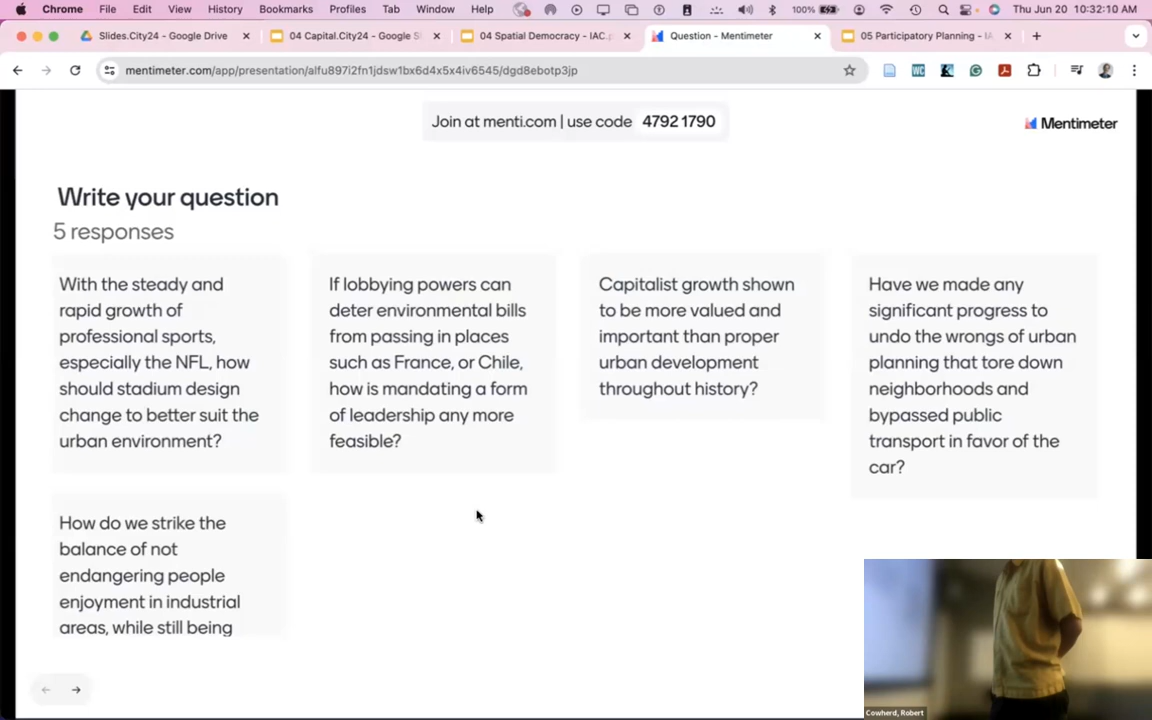 Chrome File Edit View History Bookmarks Profiles Tab Window Help 100% Thu Jun 20 10:32:10 AM
Slides.City24 - Google Drive 04 Capital.City24 - Google S 04 Spatial Democracy - IAC.p Question - Mentimeter 05 Participatory Planning - IA
mentimeter.com/app/presentation/alfu897i2fn1jdsw1bx6d4x5x4iv6545/dgd8ebotp3jp
Join at menti.com | use code 4792 1790
Mentimeter
Write your question
5 responses
With the steady and
rapid growth of
professional sports,
especially the NFL, how
should stadium design
change to better suit the
urban environment?
If lobbying powers can
deter environmental bills
from passing in places
such as France, or Chile,
how is mandating a form
of leadership any more
feasible?
Capitalist growth shown
to be more valued and
important than proper
urban development
throughout history?
Have we made any
significant progress to
undo the wrongs of urban
planning that tore down
neighborhoods and
bypassed public
transport in favor of the
car?
How do we strike the
balance of not
endangering people
enjoyment in industrial
areas, while still being
Cowherd, Robert